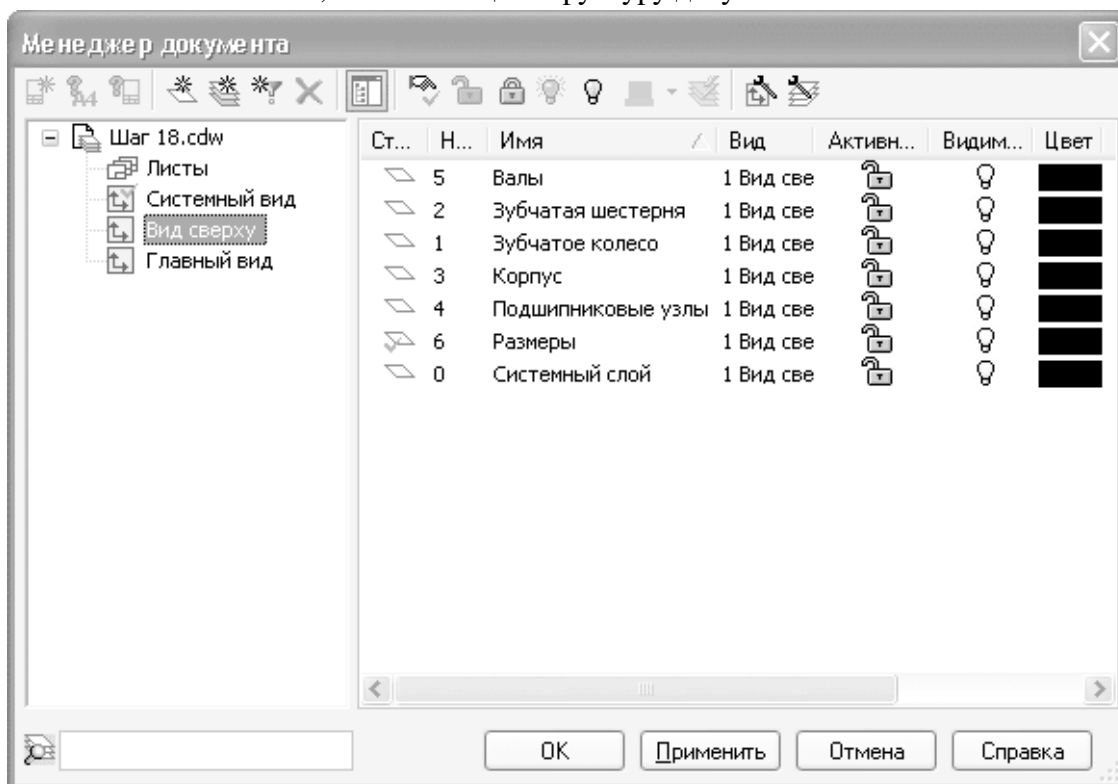 Менеджер документа
Шаг 18.cdw
Листы
Системный вид
Вид сверху
Главный вид
Ст... Н... Имя Вид Активн... Видим... Цвет
5 Валы 1 Вид све
2 Зубчатая шестерня 1 Вид све
1 Зубчатое колесо 1 Вид све
3 Корпус 1 Вид све
4 Подшипниковые узлы 1 Вид све
6 Размеры 1 Вид све
0 Системный слой 1 Вид све
OK Применить Отмена Справка